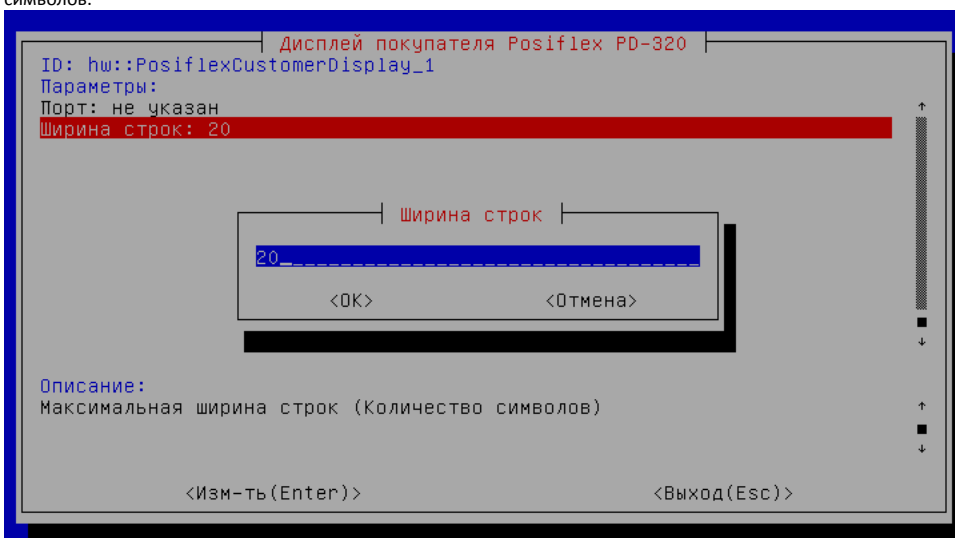 символов.
Дисплей покупателя Posiflex PD-320
ID: hw::PosiflexCustomerDisplay_1
Параметры:
Порт: не указан
Ширина строк: 20
Ширина строк
20
<OK> <Отмена>
Описание:
Максимальная ширина строк (Количество символов)
<Изм-ть(Enter)> <Выход(Esc)>